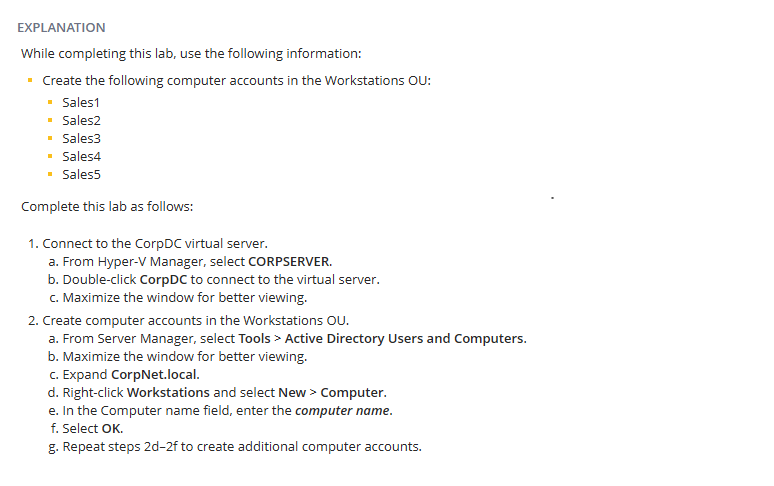 EXPLANATION
While completing this lab, use the following information:
▪ Create the following computer accounts in the Workstations OU:
▪ Sales1
▪ Sales2
▪ Sales3
▪ Sales4
▪ Sales5
Complete this lab as follows:
1. Connect to the CorpDC virtual server.
a. From Hyper-V Manager, select CORPSERVER.
b. Double-click CorpDC to connect to the virtual server.
c. Maximize the window for better viewing.
2. Create computer accounts in the Workstations OU.
a. From Server Manager, select Tools > Active Directory Users and Computers.
b. Maximize the window for better viewing.
c. Expand CorpNet.local.
d. Right-click Workstations and select New > Computer.
e. In the Computer name field, enter the computer name.
f. Select OK.
g. Repeat steps 2d–2f to create additional computer accounts.